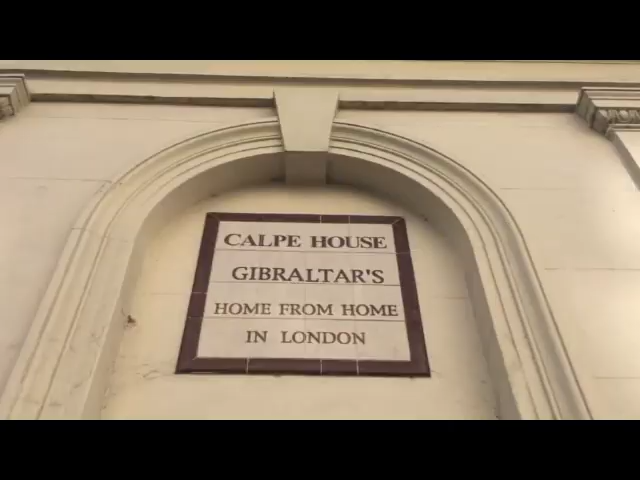 CALPE HOUSE
GIBRALTAR'S
HOME FROM HOME
IN LONDON